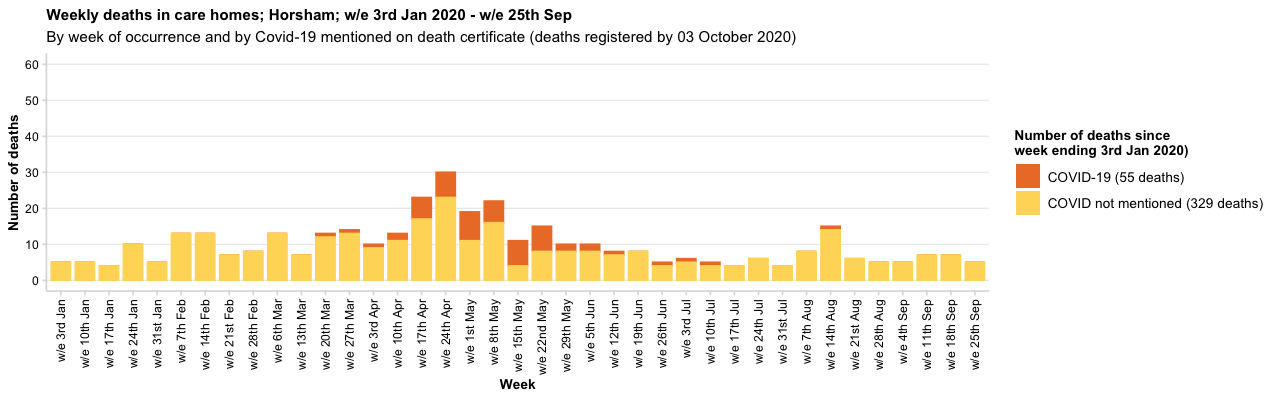 Weekly deaths in care homes; Horsham; w/e 3rd Jan 2020 - w/e 25th Sep
By week of occurrence and by Covid-19 mentioned on death certificate (deaths registered by 03 October 2020)
Number of deaths
60
50
40
30
20
10
0
w/e 3rd Jan
w/e 10th Jan
w/e 17th Jan
w/e 24th Jan
w/e 31st Jan
w/e 7th Feb
w/e 14th Feb
w/e 21st Feb
w/e 28th Feb
w/e 6th Mar
w/e 13th Mar
w/e 20th Mar
w/e 27th Mar
w/e 3rd Apr
w/e 10th Apr
w/e 17th Apr
w/e 24th Apr
w/e 1st May
w/e 8th May
w/e 15th May
w/e 22nd May
w/e 29th May
w/e 5th Jun
w/e 12th Jun
w/e 19th Jun
w/e 26th Jun
w/e 3rd Jul
w/e 10th Jul
w/e 17th Jul
w/e 24th Jul
w/e 31st Jul
w/e 7th Aug
w/e 14th Aug
w/e 21st Aug
w/e 28th Aug
w/e 4th Sep
w/e 11th Sep
w/e 18th Sep
w/e 25th Sep
Week
Number of deaths since
week ending 3rd Jan 2020)
COVID-19 (55 deaths)
COVID not mentioned (329 deaths)